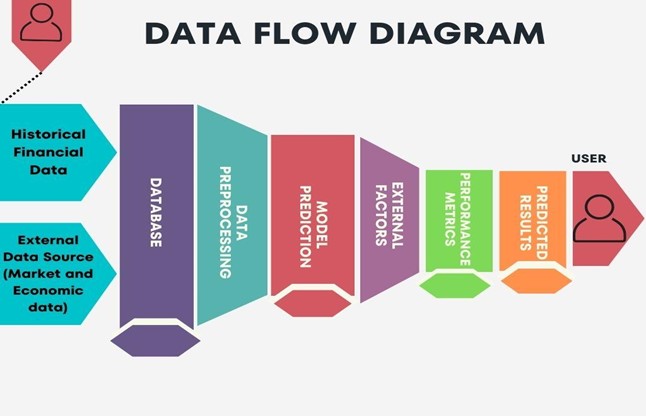 DATA FLOW DIAGRAM
Historical
Financial
Data
External
Data Source
(Market and
Economic
data)
DATABASE
DATA
PREPROCESSING
MODEL
PREDICTION
EXTERNAL
FACTORS
PERFORMANCE
METRICS
PREDICTED
RESULTS
USER